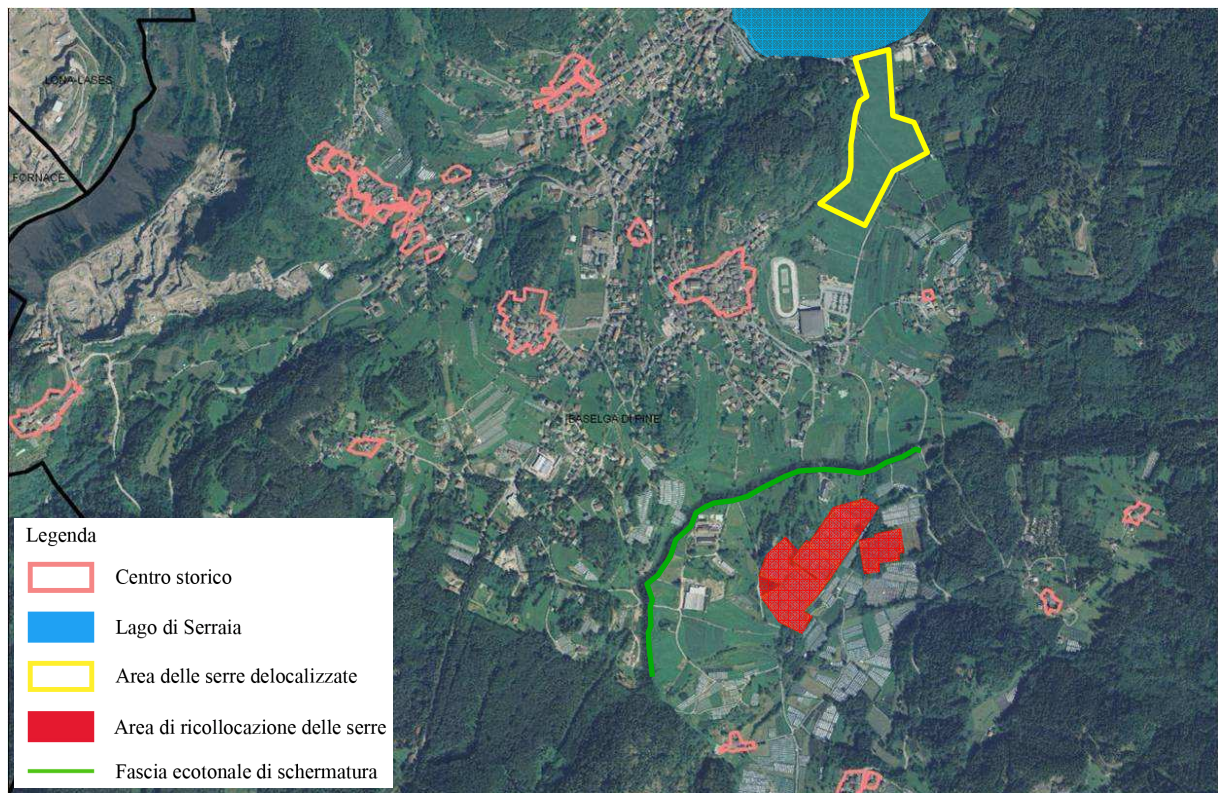 LONA-LASES
FORNACE
BASELGA DI PINE
Legenda
Centro storico
Lago di Serraia
Area delle serre delocalizzate
Area di ricollocazione delle serre
Fascia ecotonale di schermatura